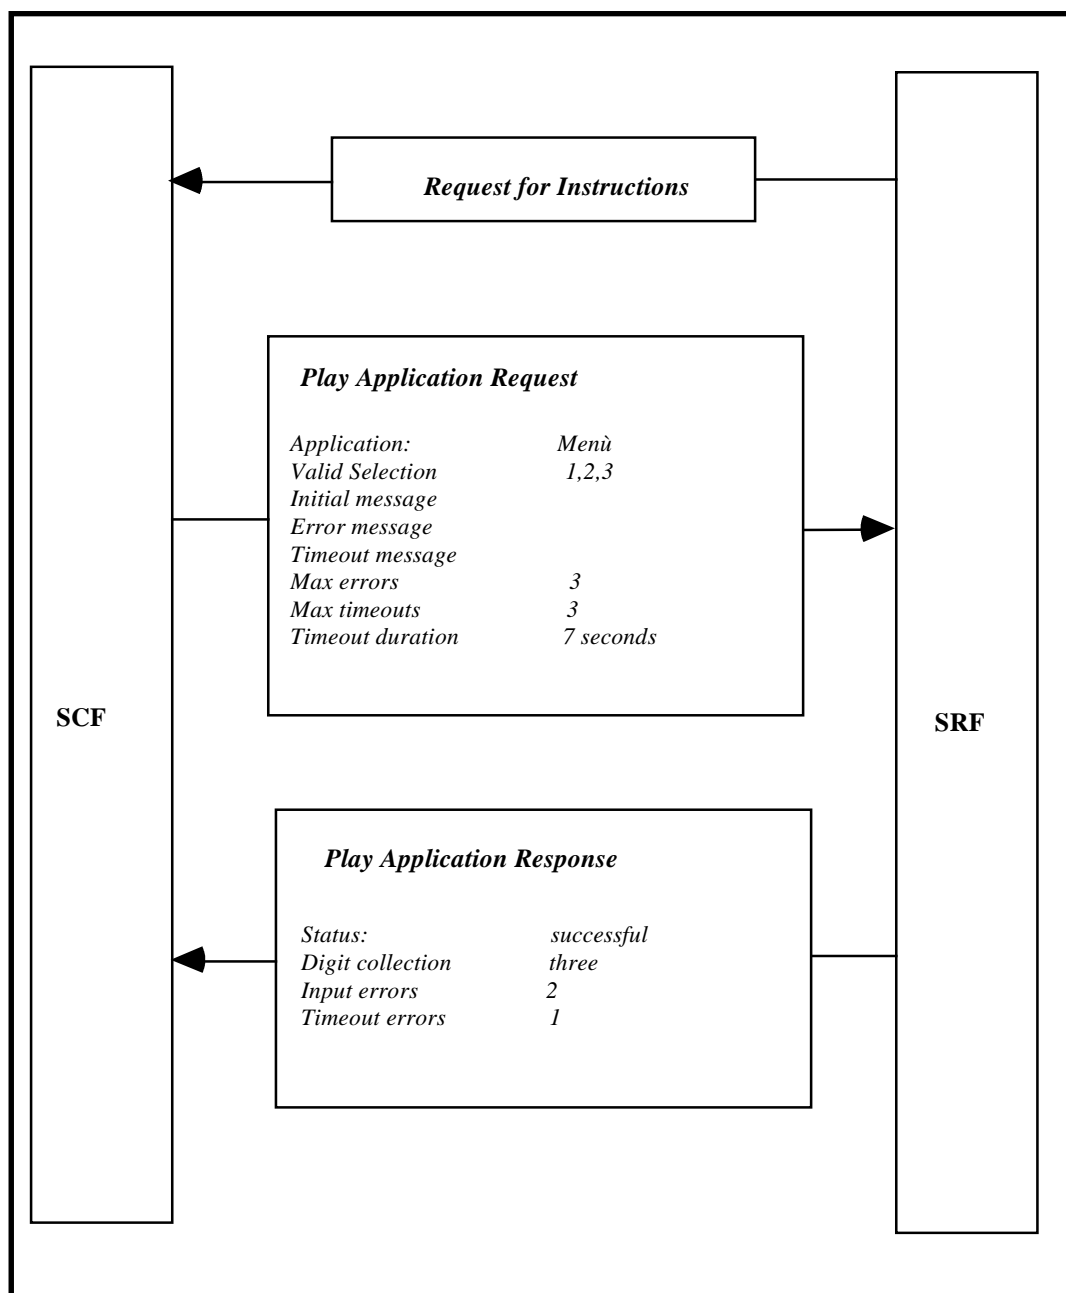 Request for Instructions
Play Application Request
Application: Menù
Valid Selection 1,2,3
Initial message
Error message
Timeout message
Max errors 3
Max timeouts 3
Timeout duration 7 seconds
SCF
SRF
Play Application Response
Status: successful
Digit collection three
Input errors 2
Timeout errors 1